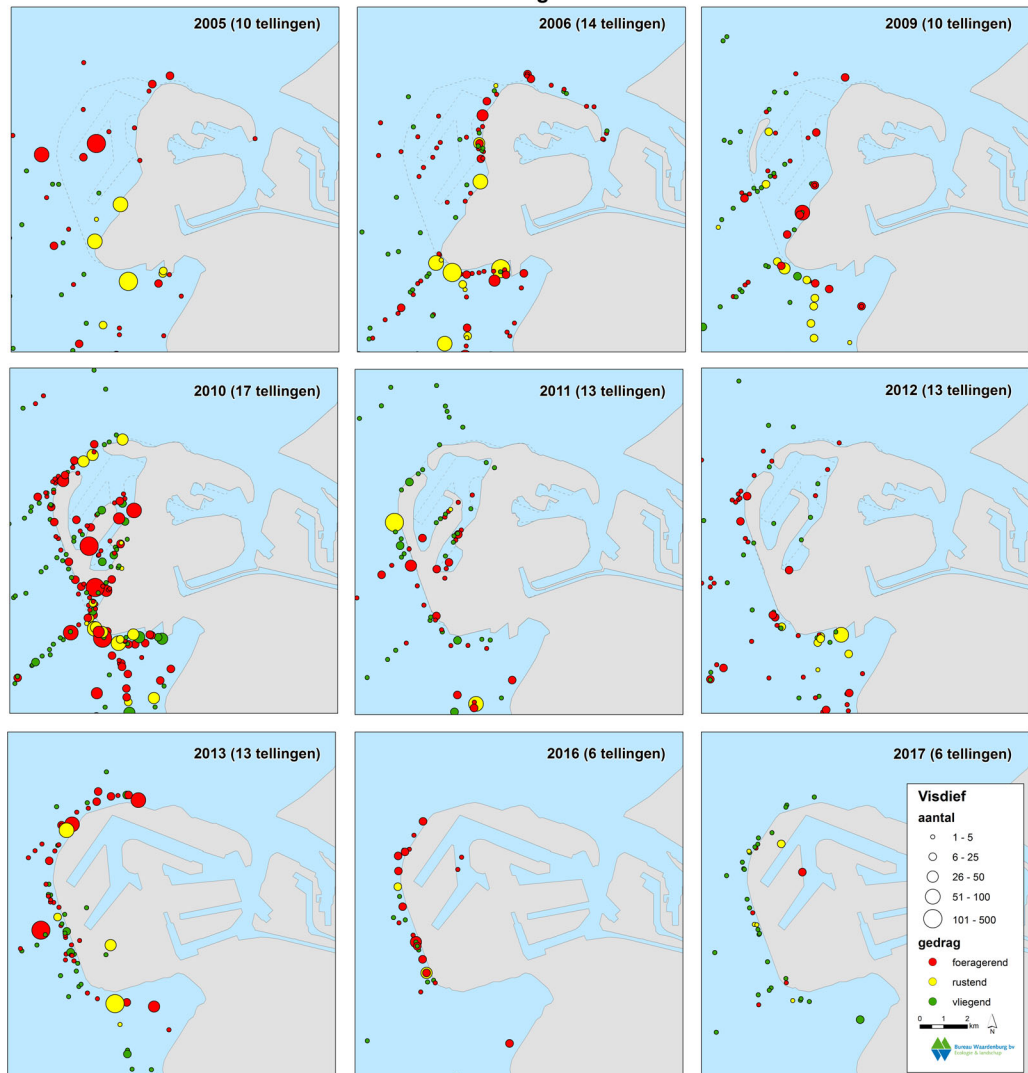 2005 (10 tellingen)
2006 (14 tellingen)
2009 (10 tellingen)
2010 (17 tellingen)
2011 (13 tellingen)
2012 (13 tellingen)
2013 (13 tellingen)
2016 (6 tellingen)
2017 (6 tellingen)
Visdief
aantal
1 - 5
6 - 25
26 - 50
51 - 100
101 - 500
gedrag
foeragerend
rustend
vliegend
0 1 2
km
N
Bureau Waardenburg bv
Ecologie & landschap